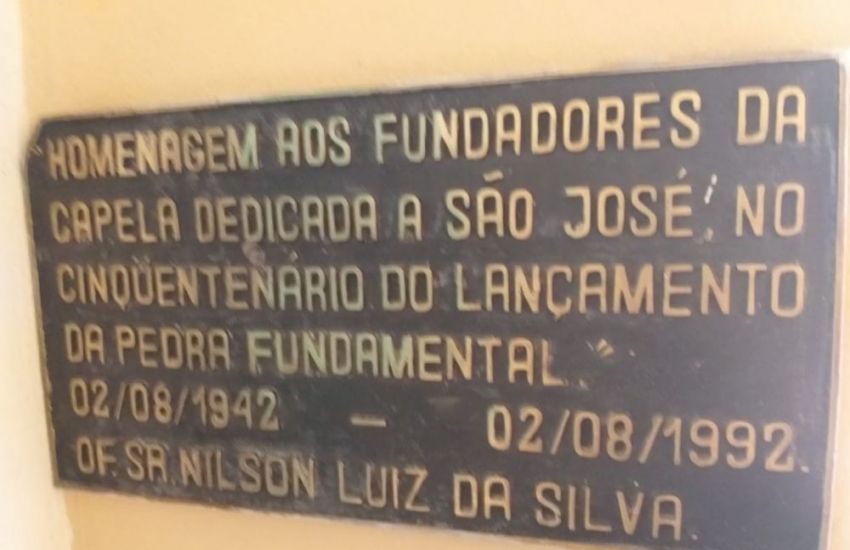 HOMENAGEM AOS FUNDADORES DA
CAPELA DEDICADA A SÃO JOSÉ, NO
CINQÜENTENÁRIO DO LANÇAMENTO
DA PEDRA FUNDAMENTAL.
02/08/1942 — 02/08/1992.
OF. SR. NILSON LUIZ DA SILVA.